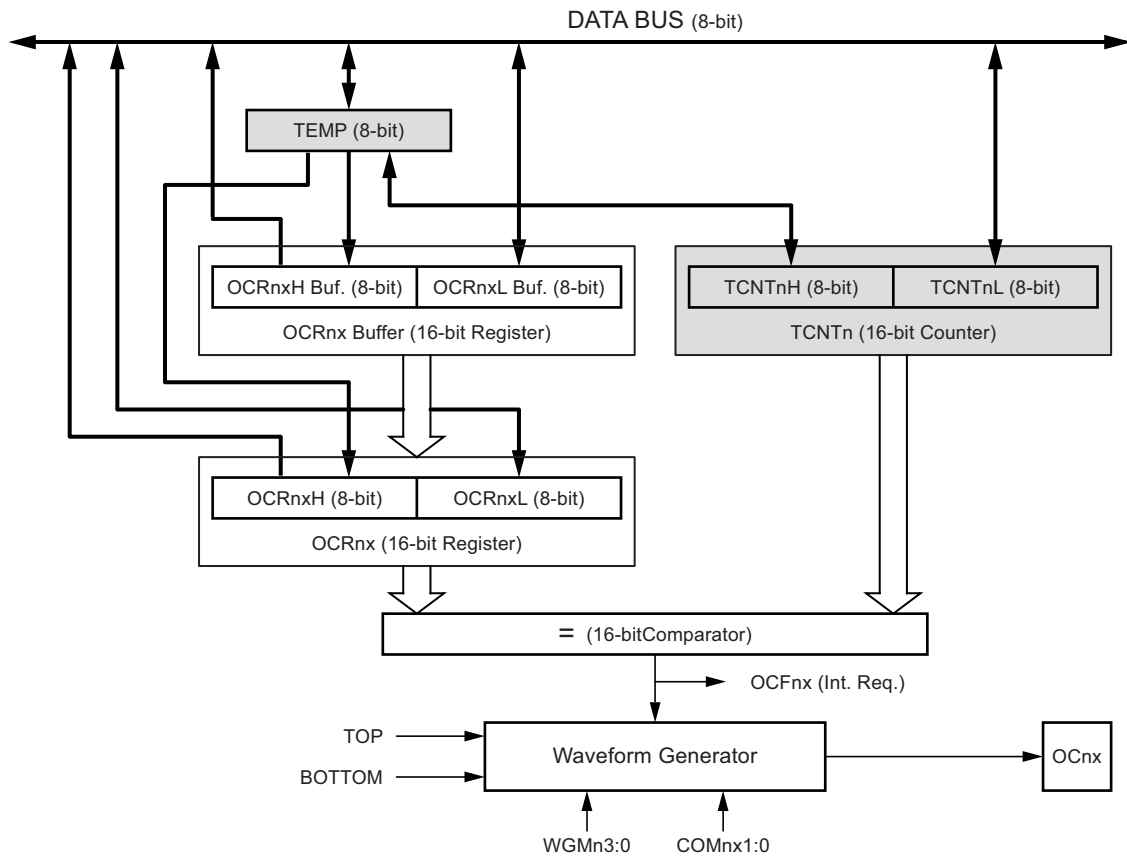 DATA BUS (8-bit)
TEMP (8-bit)
OCRnxH Buf. (8-bit)
OCRnxL Buf. (8-bit)
OCRnx Buffer (16-bit Register)
TCNTnH (8-bit)
TCNTnL (8-bit)
TCNTn (16-bit Counter)
OCRnxH (8-bit)
OCRnxL (8-bit)
OCRnx (16-bit Register)
= (16-bitComparator)
OCFnx (Int. Req.)
TOP
BOTTOM
Waveform Generator
OCnx
WGMn3:0
COMnx1:0